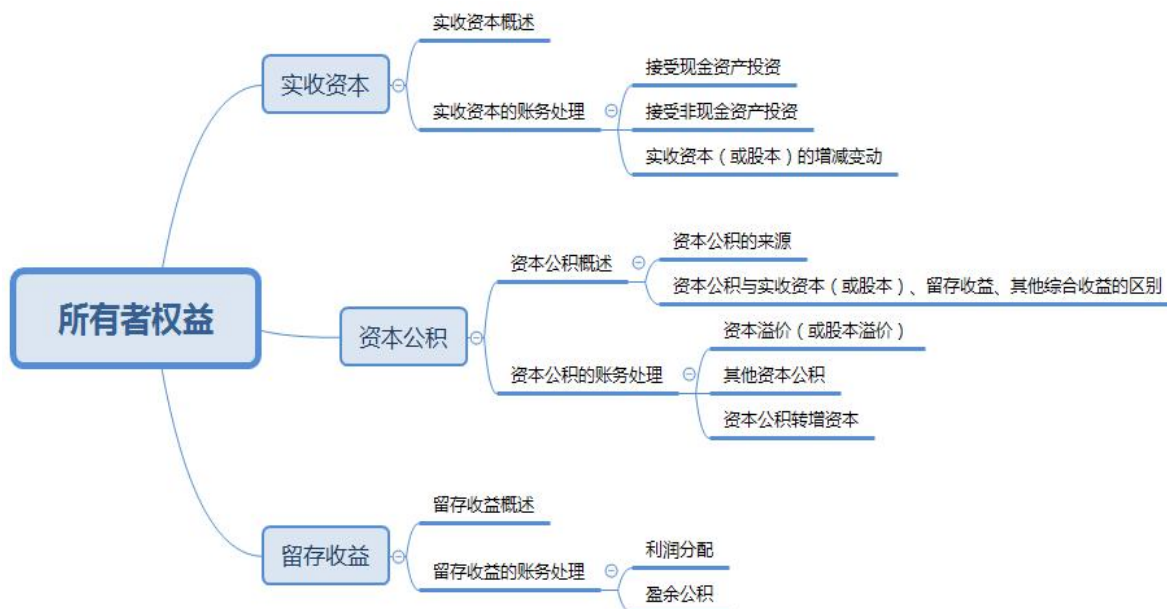 所有者权益
实收资本
实收资本概述
实收资本的账务处理
接受现金资产投资
接受非现金资产投资
实收资本（或股本）的增减变动
资本公积
资本公积概述
资本公积的来源
资本公积与实收资本（或股本）、留存收益、其他综合收益的区别
资本公积的账务处理
资本溢价（或股本溢价）
其他资本公积
资本公积转增资本
留存收益
留存收益概述
留存收益的账务处理
利润分配
盈余公积